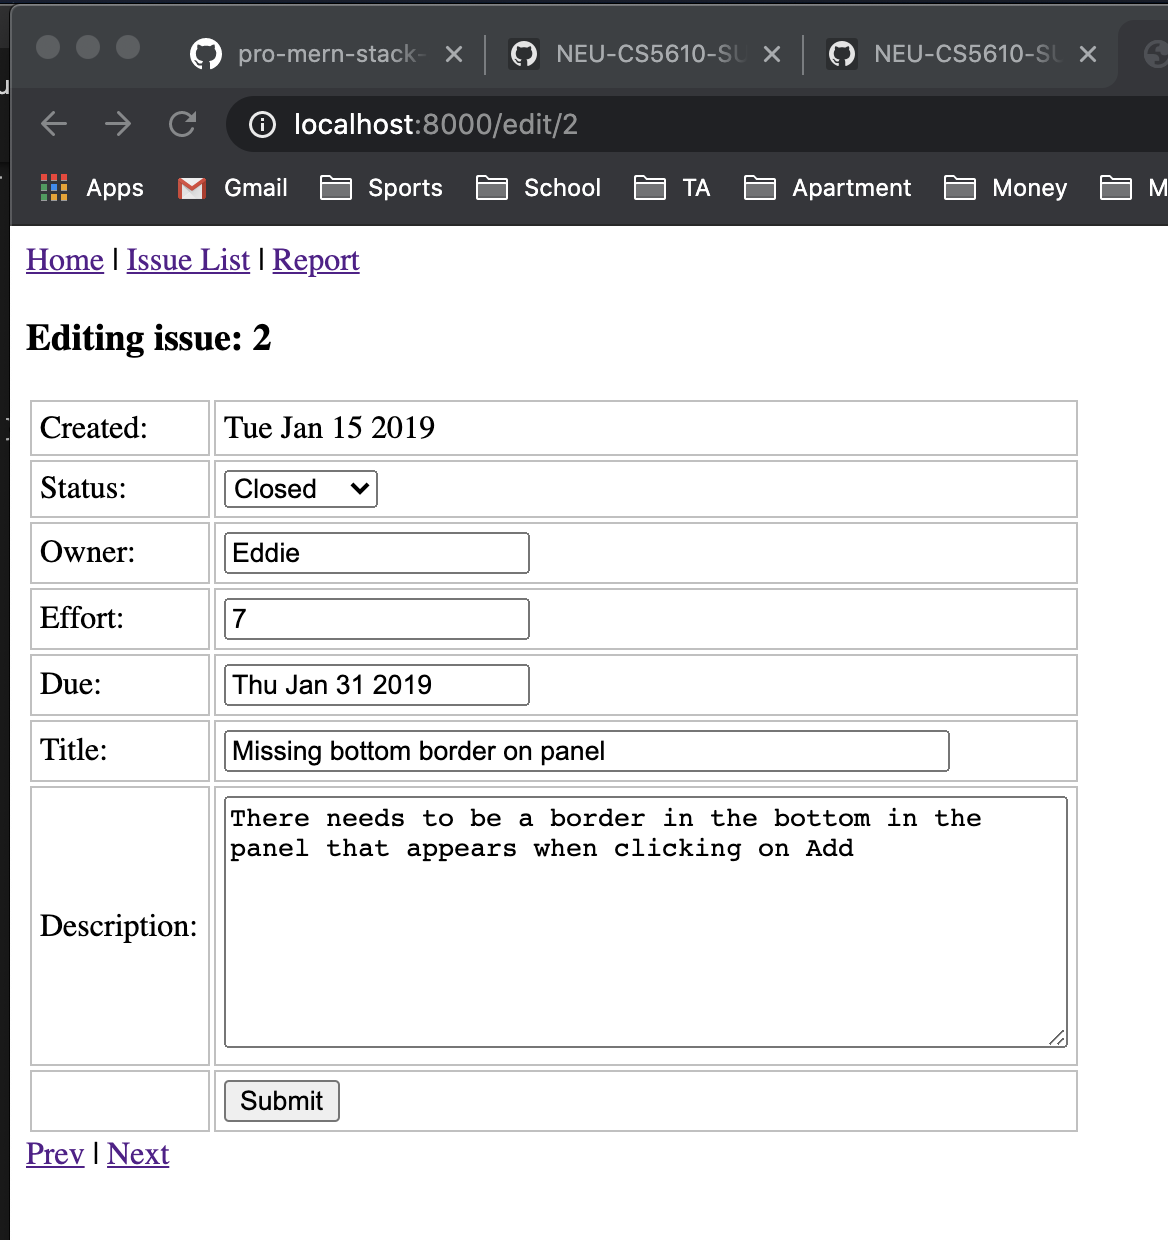 pro-mern-stack-
NEU-CS5610-SU
NEU-CS5610-SU
localhost:8000/edit/2
Apps Gmail Sports School TA Apartment Money M
Home | Issue List | Report
Editing issue: 2
Created: Tue Jan 15 2019
Status: Closed
Owner: Eddie
Effort: 7
Due: Thu Jan 31 2019
Title: Missing bottom border on panel
There needs to be a border in the bottom in the
panel that appears when clicking on Add
Description:
Submit
Prev | Next